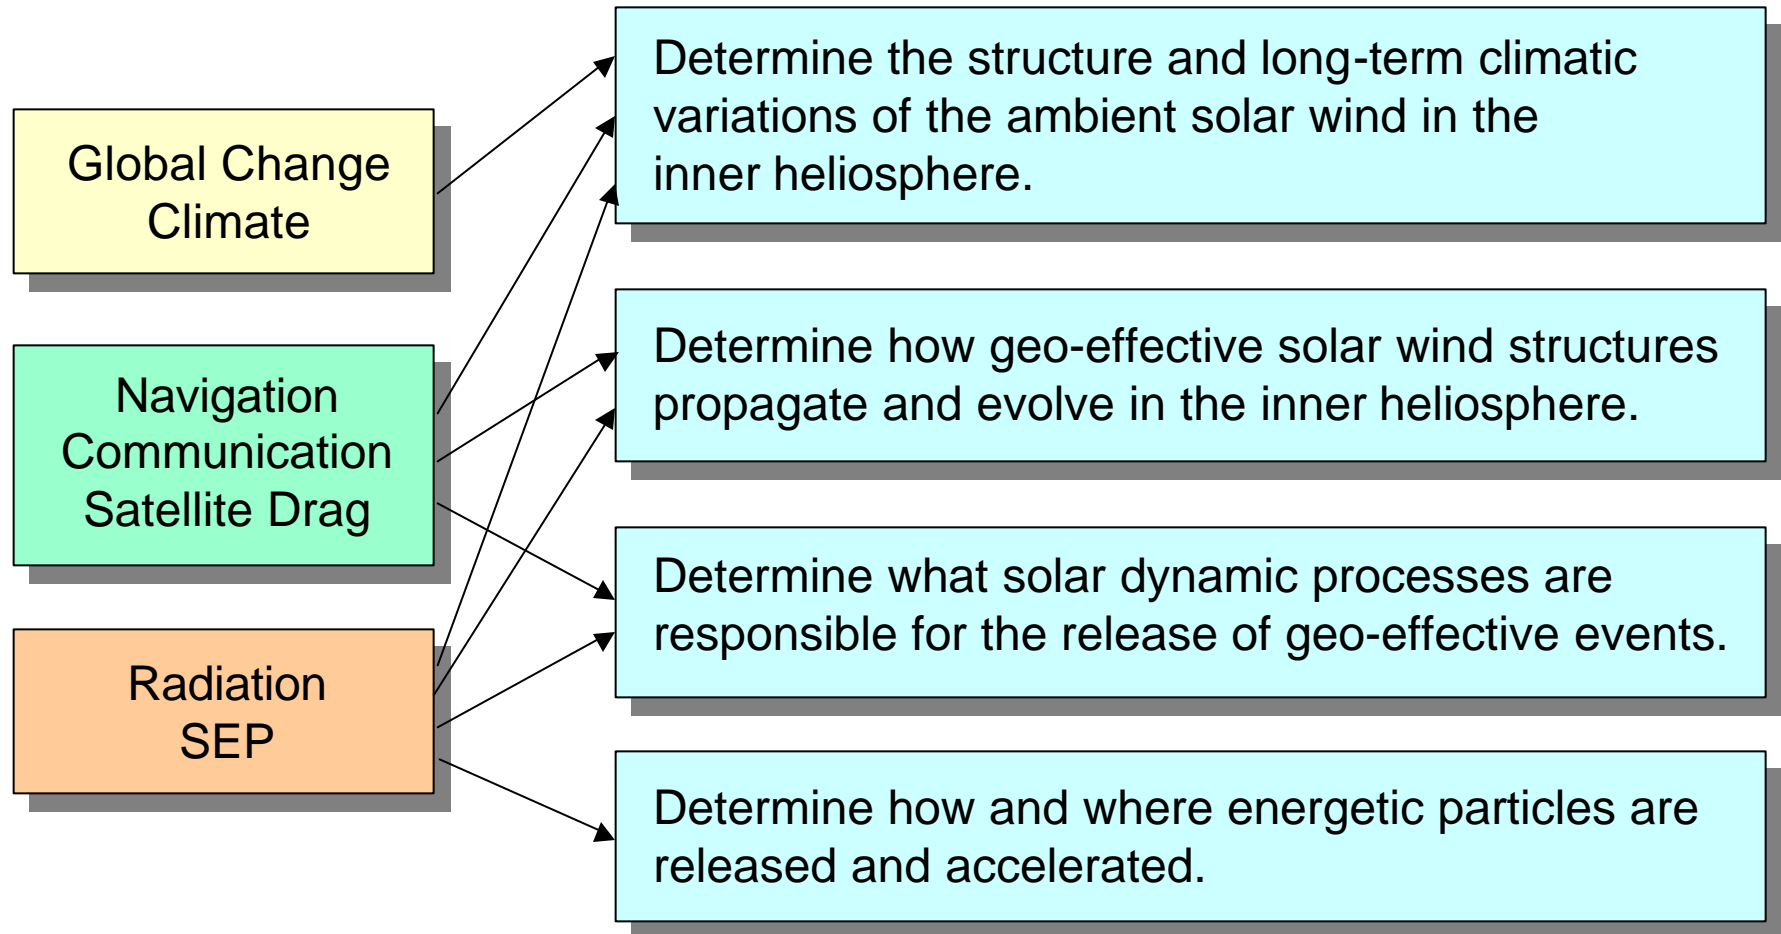 Global Change
Climate
Navigation
Communication
Satellite Drag
Radiation
SEP
Determine the structure and long-term climatic
variations of the ambient solar wind in the
inner heliosphere.
Determine how geo-effective solar wind structures
propagate and evolve in the inner heliosphere.
Determine what solar dynamic processes are
responsible for the release of geo-effective events.
Determine how and where energetic particles are
released and accelerated.